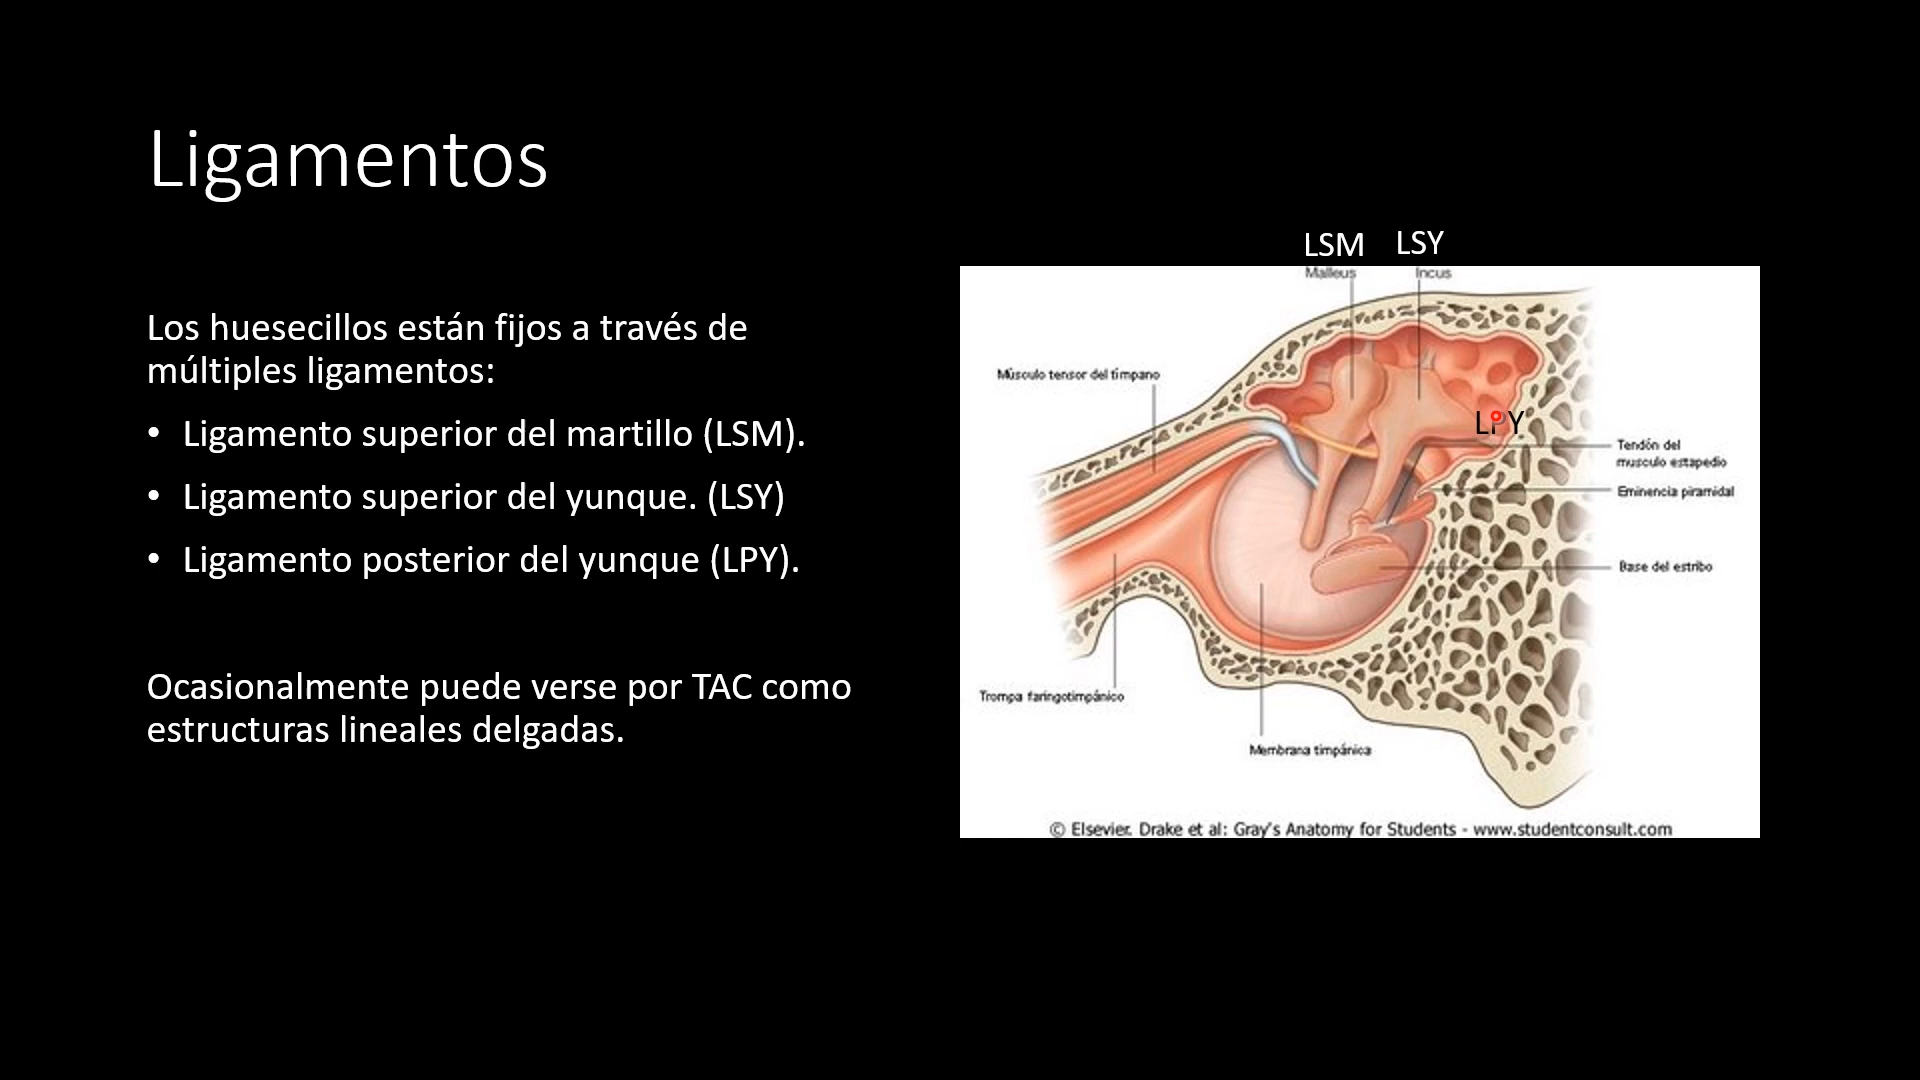 Ligamentos
Los huesecillos están fijos a través de
múltiples ligamentos:
• Ligamento superior del martillo (LSM).
• Ligamento superior del yunque. (LSY)
• Ligamento posterior del yunque (LPY).
Ocasionalmente puede verse por TAC como
estructuras lineales delgadas.
LSM
LSY
Malleus
Incus
Músculo tensor del tímpano
LPY
Tendón del
musculo estapedio
Eminencia piramidal
Base del estribo
Trompa faringotimpánico
Membrana timpánica
© Elsevier. Drake et al: Gray's Anatomy for Students - www.studentconsult.com